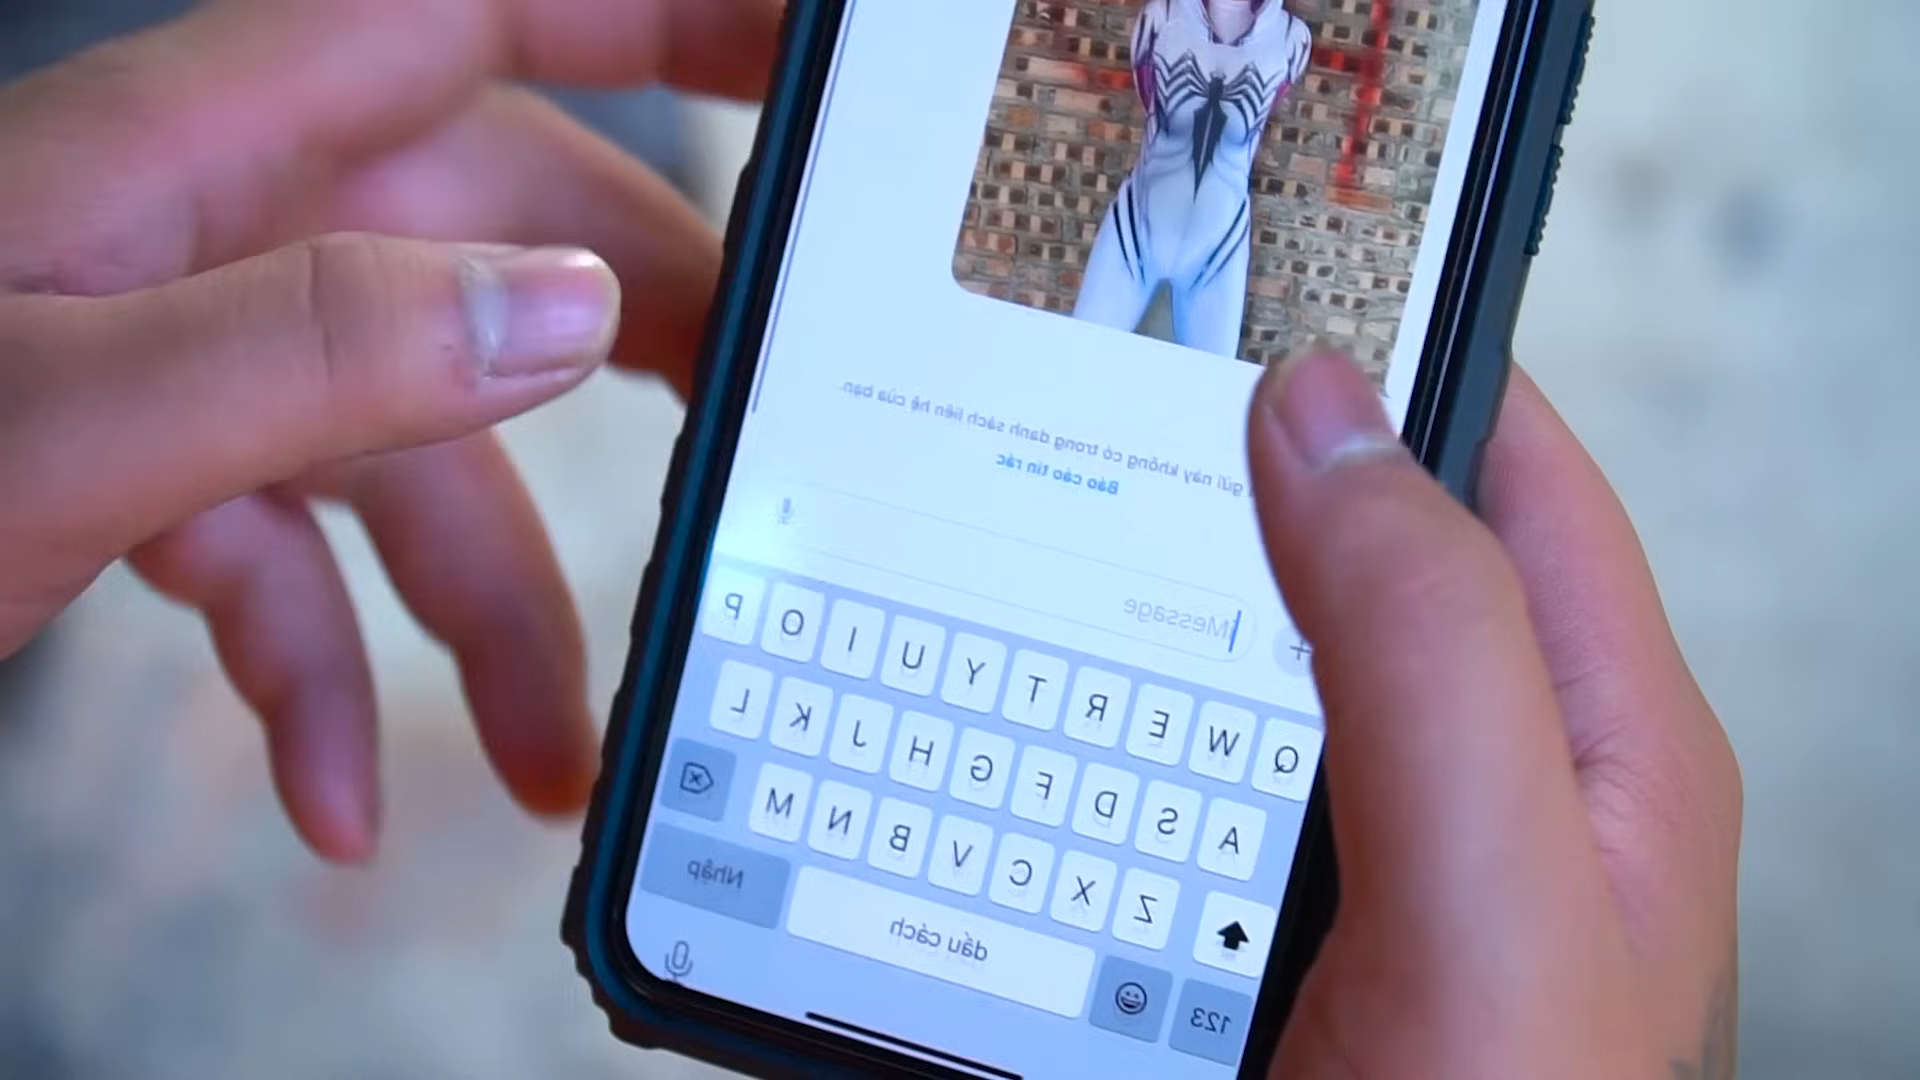 gửi này không có trong danh sách liên hệ của bạn.
Báo cáo tin rác
iMessage
Q W E R T Y U I O P
A S D F G H J K L
Z X C V B N M
123 dấu cách Nhập